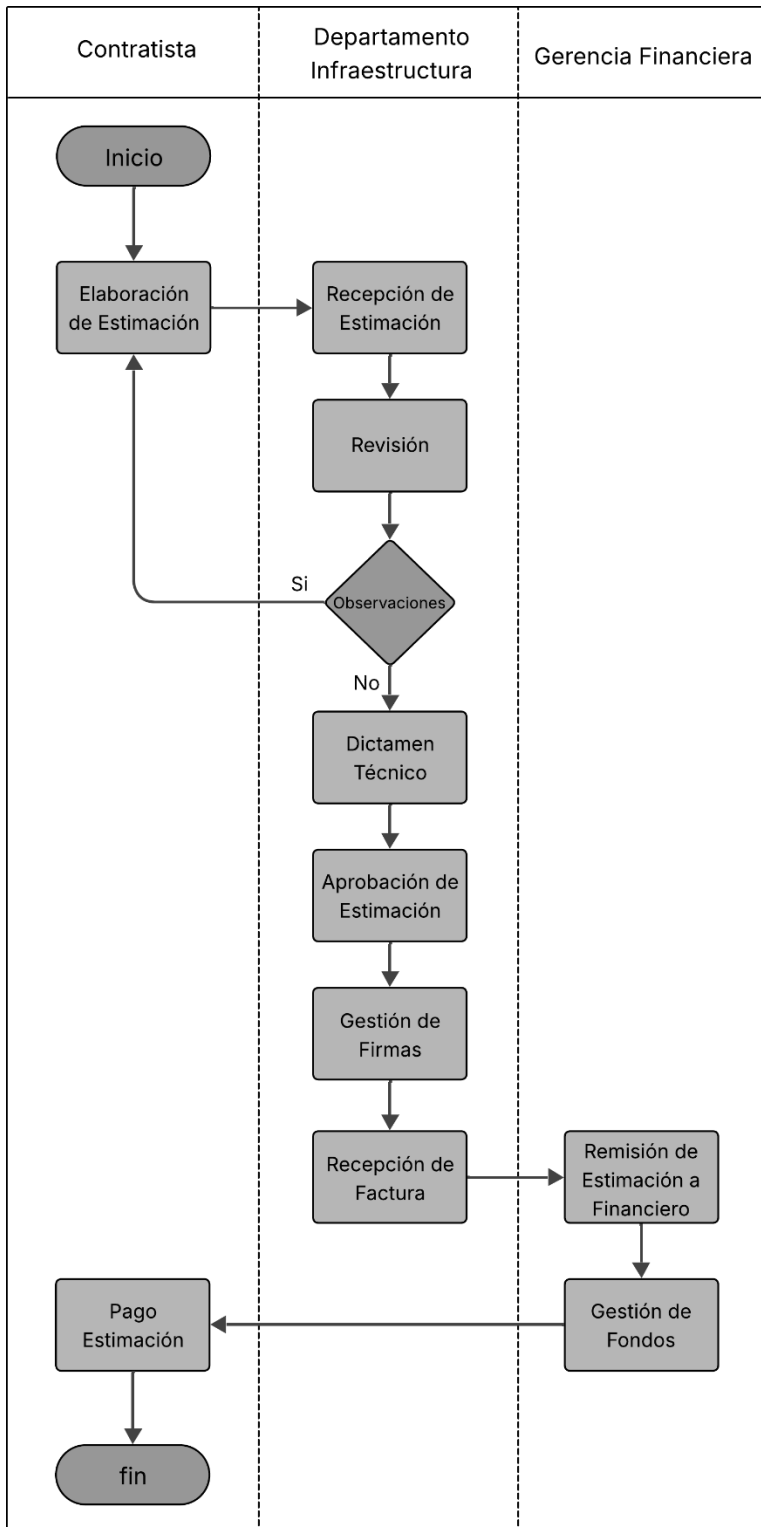 Contratista
Departamento
Infraestructura
Gerencia Financiera
Inicio
Elaboración
de Estimación
Recepción de
Estimación
Revisión
Observaciones
Si
No
Dictamen
Técnico
Aprobación de
Estimación
Gestión de
Firmas
Recepción de
Factura
Remisión de
Estimación a
Financiero
Gestión de
Fondos
Pago
Estimación
fin